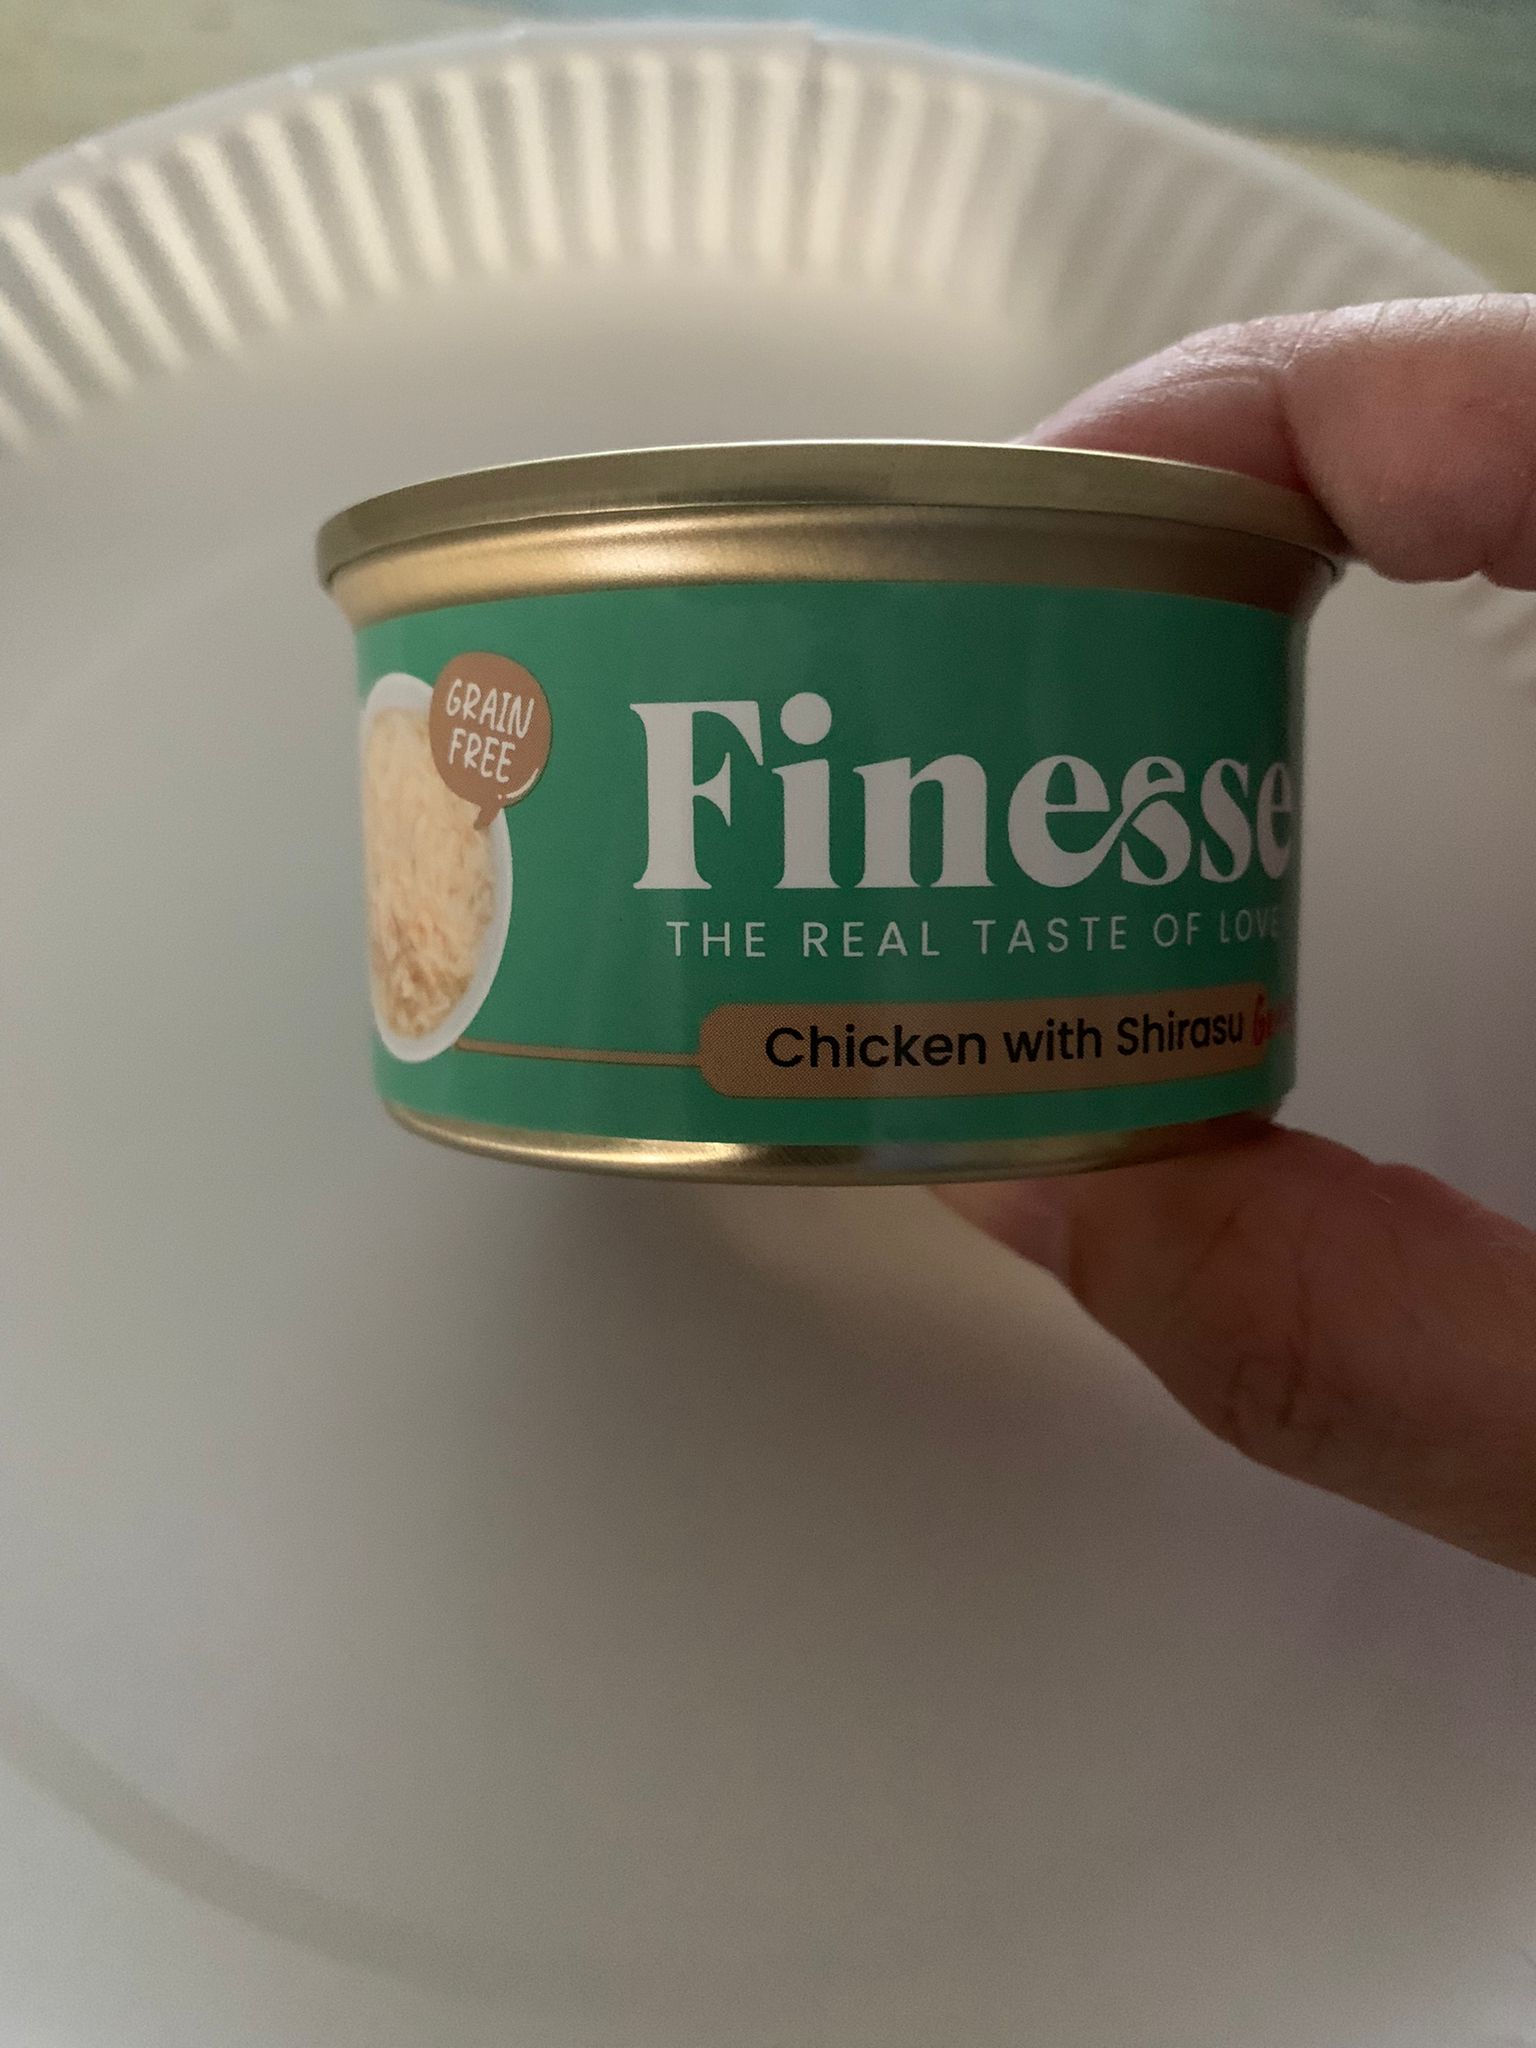 GRAIN
FREE
Finesse
THE REAL TASTE OF LOVE
Chicken with Shirasu